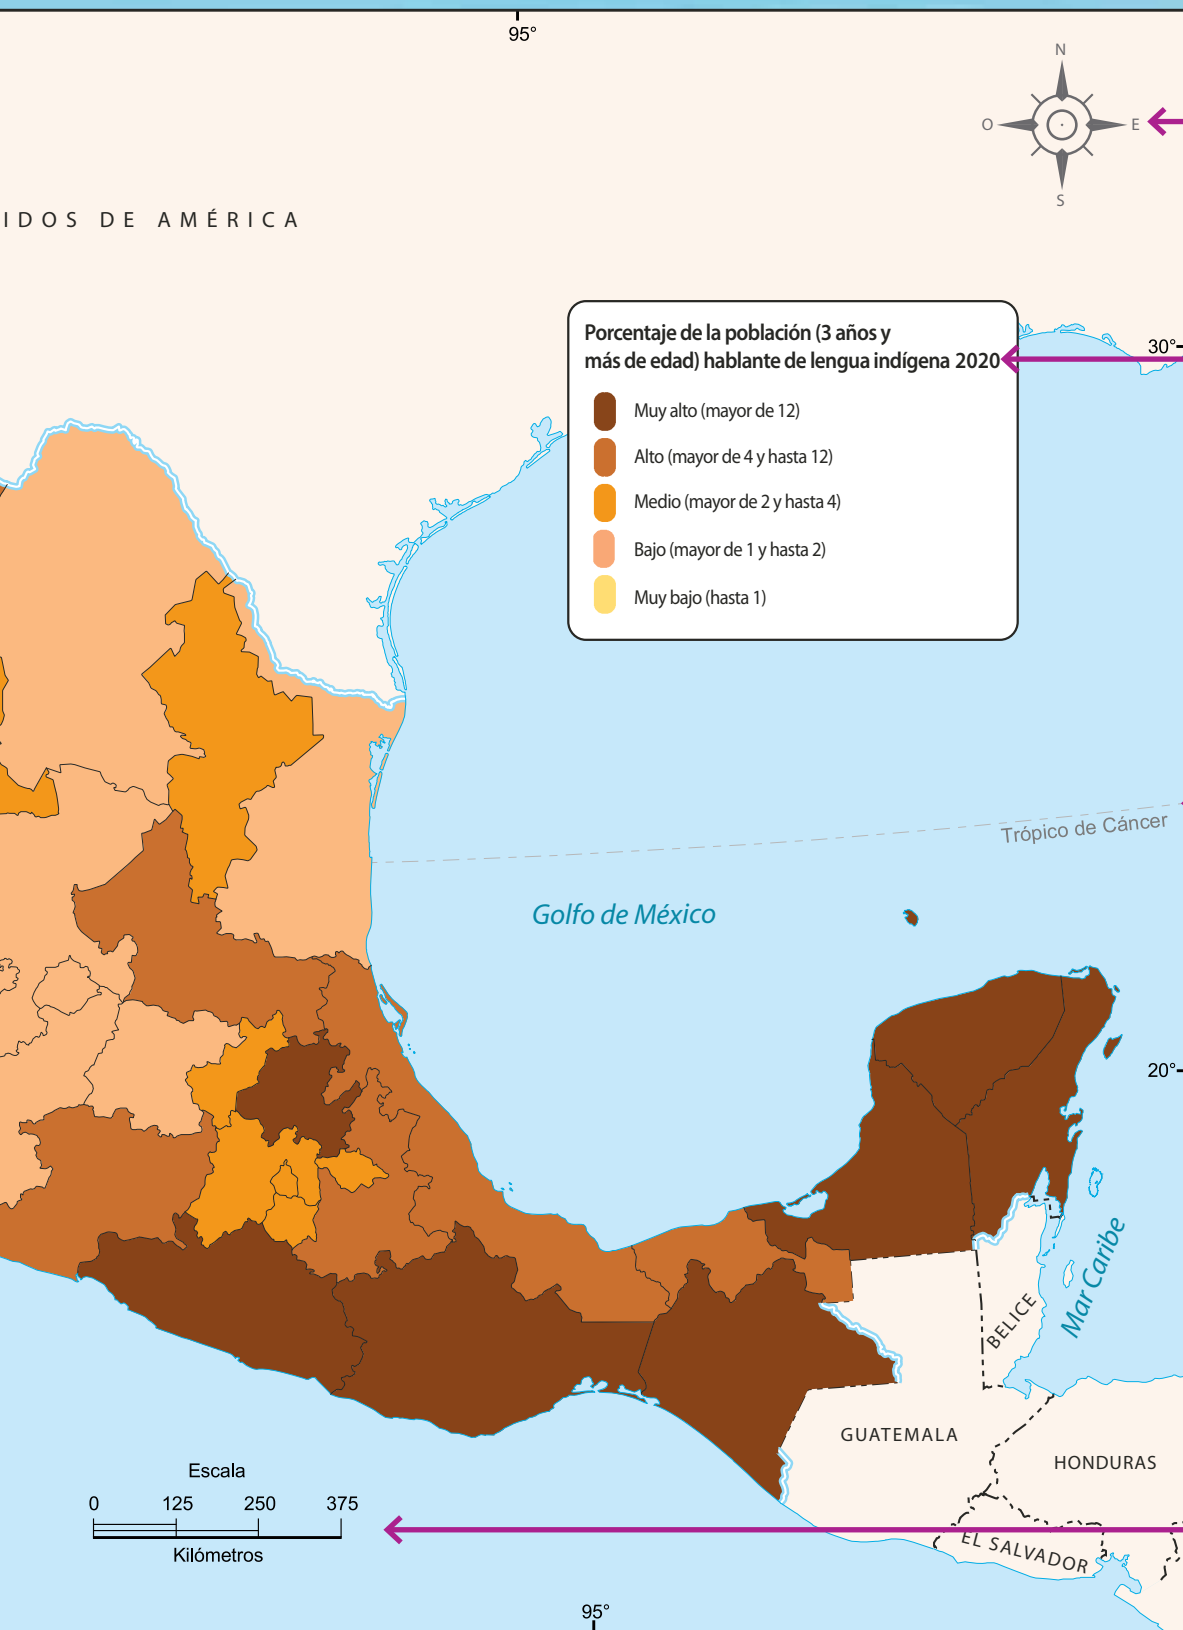 95°
N
O
E
S
IDOS DE AMÉRICA
Porcentaje de la población (3 años y
más de edad) hablante de lengua indígena 2020
30°
Muy alto (mayor de 12)
Alto (mayor de 4 y hasta 12)
Medio (mayor de 2 y hasta 4)
Bajo (mayor de 1 y hasta 2)
Muy bajo (hasta 1)
Trópico de Cáncer
Golfo de México
20°
Mar Caribe
BELICE
GUATEMALA
HONDURAS
EL SALVADOR
Escala
0 125 250 375
Kilómetros
95°